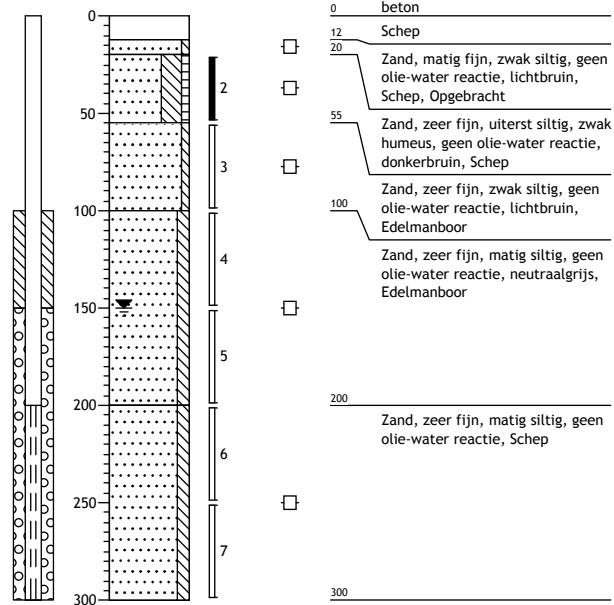 0
50
100
150
200
250
300
2
3
4
5
6
7
0
beton
12
Schep
20
Zand, matig fijn, zwak siltig, geen
olie-water reactie, lichtbruin,
Schep, Opgebracht
55
Zand, zeer fijn, uiterst siltig, zwak
humeus, geen olie-water reactie,
donkerbruin, Schep
Zand, zeer fijn, zwak siltig, geen
olie-water reactie, lichtbruin,
Edelmanboor
100
Zand, zeer fijn, matig siltig, geen
olie-water reactie, neutraalgrijs,
Edelmanboor
200
Zand, zeer fijn, matig siltig, geen
olie-water reactie, Schep
300